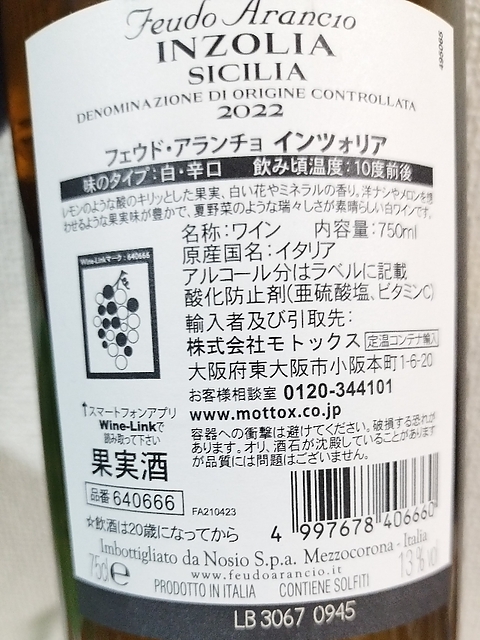 Feudo Arancio
INZOLIA
SICILIA
DENOMINAZIONE DI ORIGINE CONTROLLATA
2022
495095
フェウド・アランチョ インツォリア
味のタイプ：白・辛口 飲み頃温度：10度前後
レモンのような酸のキリッとした果実、白い花やミネラルの香り、洋ナシやメロンを想
わせるような果実味が豊かで、夏野菜のような瑞々しさが素晴らしい白ワインです。
名称：ワイン 内容量：750ml
原産国名：イタリア
アルコール分はラベルに記載
酸化防止剤(亜硫酸塩、ビタミンC)
輸入者及び引取先：
株式会社モトックス 定温コンテナ輸入
大阪府東大阪市小阪本町1-6-20
お客様相談室 0120-344101
www.mottox.co.jp
Wine-Linkマーク：640666
↑スマートフォンアプリ
Wine-Linkで
読み取って下さい
果実酒
品番 640666
FA210423
容器への衝撃は避けてください。破損する恐れが
あります。オリ、酒石が沈殿していることがあります
が品質には問題はございません。
☆飲酒は20歳になってから
4 997678 406660
Imbottigliato da Nosio S.p.a. Mezzocorona - Italia
www.feudoarancio.it
75cl e 13% vol
PRODOTTO IN ITALIA CONTIENE SOLFITI
LB3067 0945